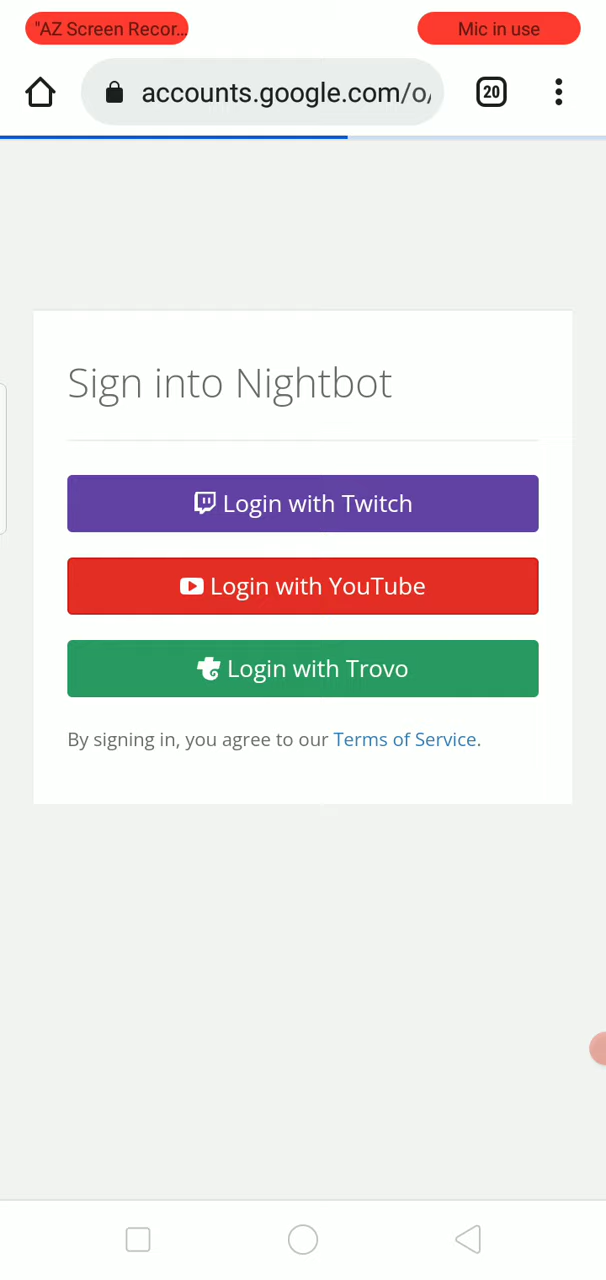 "AZ Screen Recor... Mic in use
accounts.google.com/o/ 20
Sign into Nightbot
Login with Twitch
Login with YouTube
Login with Trovo
By signing in, you agree to our Terms of Service.